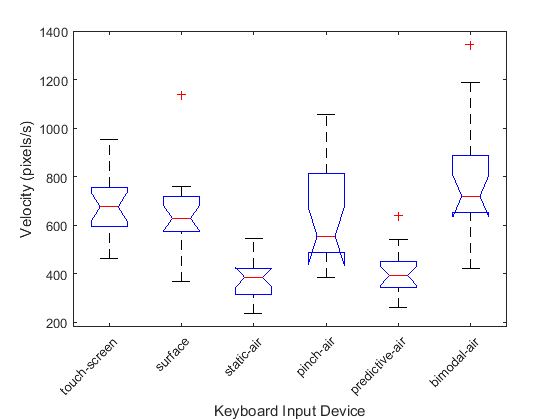 1400
1200
1000
800
600
400
200
Velocity (pixels/s)
touch-screen
surface
static-air
pinch-air
predictive-air
bimodal-air
Keyboard Input Device